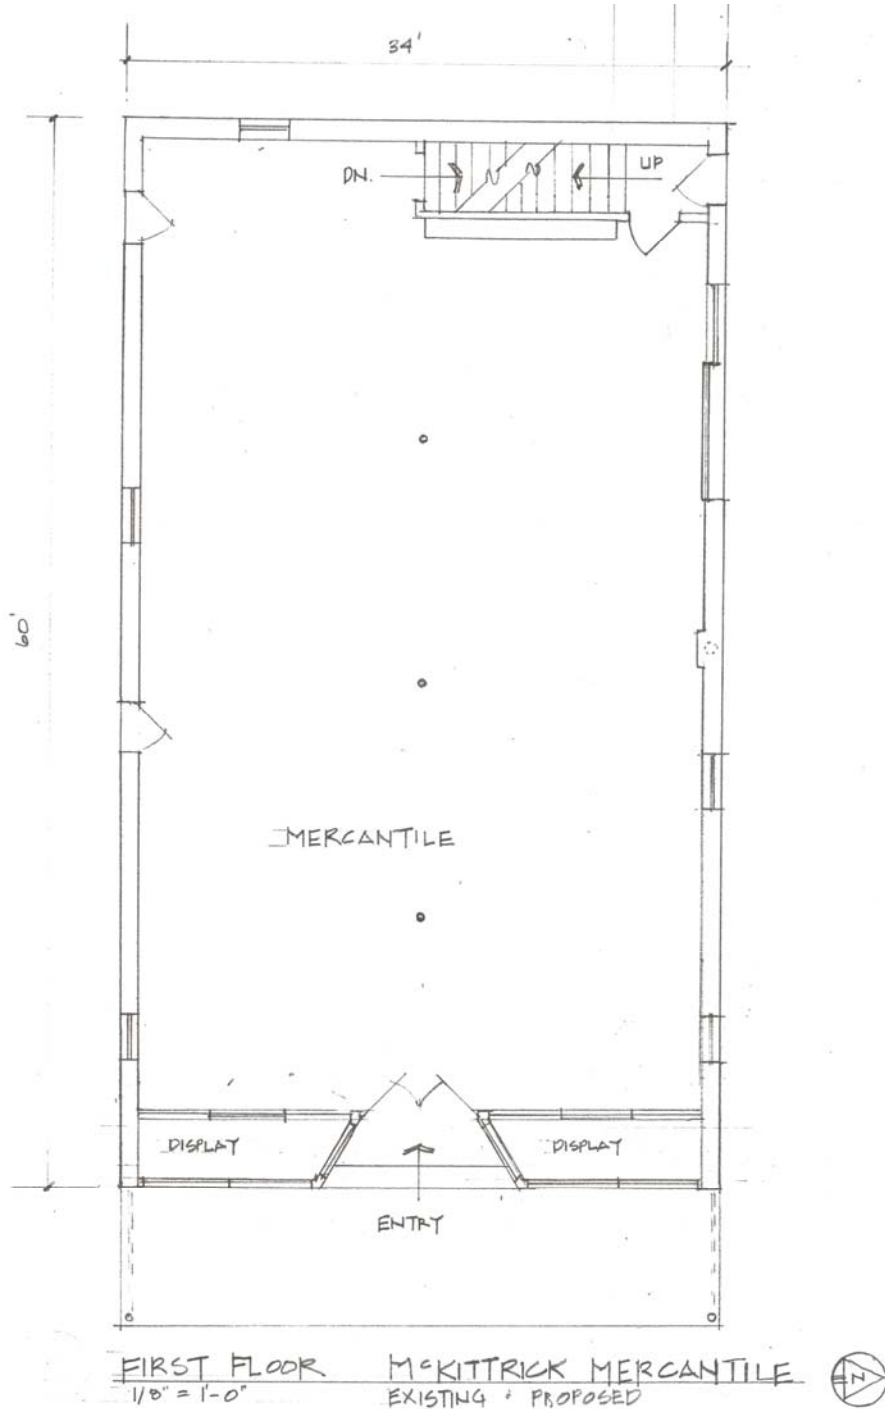 34'
DN.
UP
60'
MERCANTILE
DISPLAY
DISPLAY
ENTRY
FIRST FLOOR McKITTRICK MERCANTILE
1/8" = 1'-0" EXISTING & PROPOSED
N